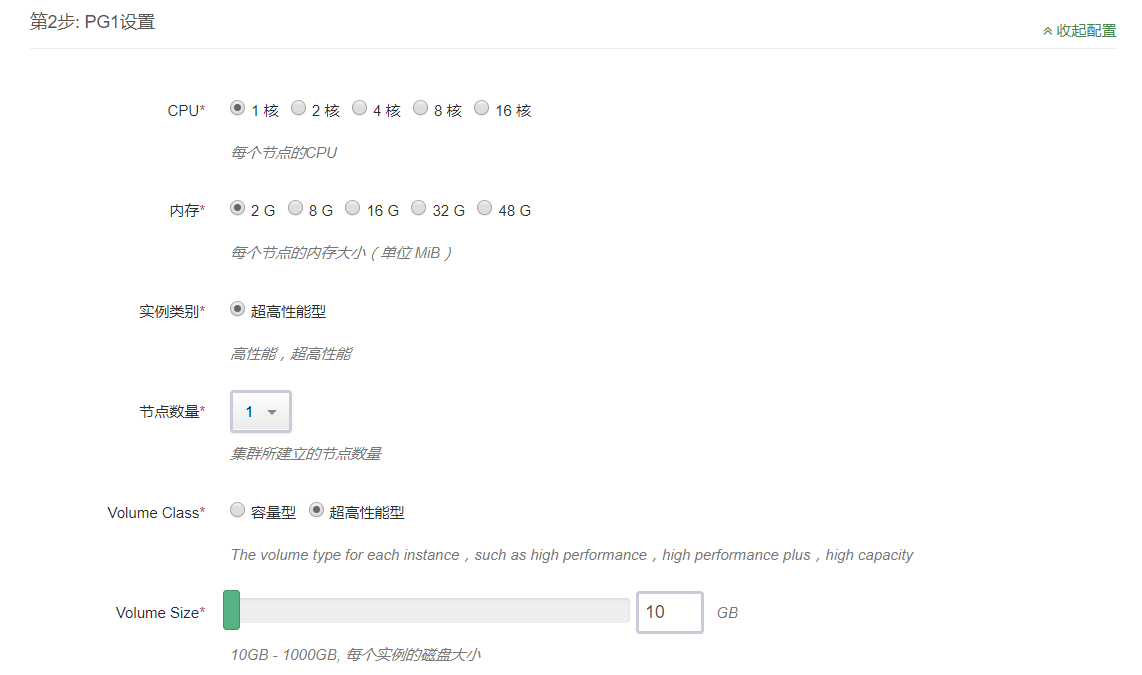 第2步: PG1设置
收起配置
CPU* 1 核 2 核 4 核 8 核 16 核
每个节点的CPU
内存* 2 G 8 G 16 G 32 G 48 G
每个节点的内存大小（单位 MiB）
实例类别* 超高性能型
高性能，超高性能
节点数量* 1
集群所建立的节点数量
Volume Class* 容量型 超高性能型
The volume type for each instance，such as high performance，high performance plus，high capacity
Volume Size* 10 GB
10GB - 1000GB, 每个实例的磁盘大小